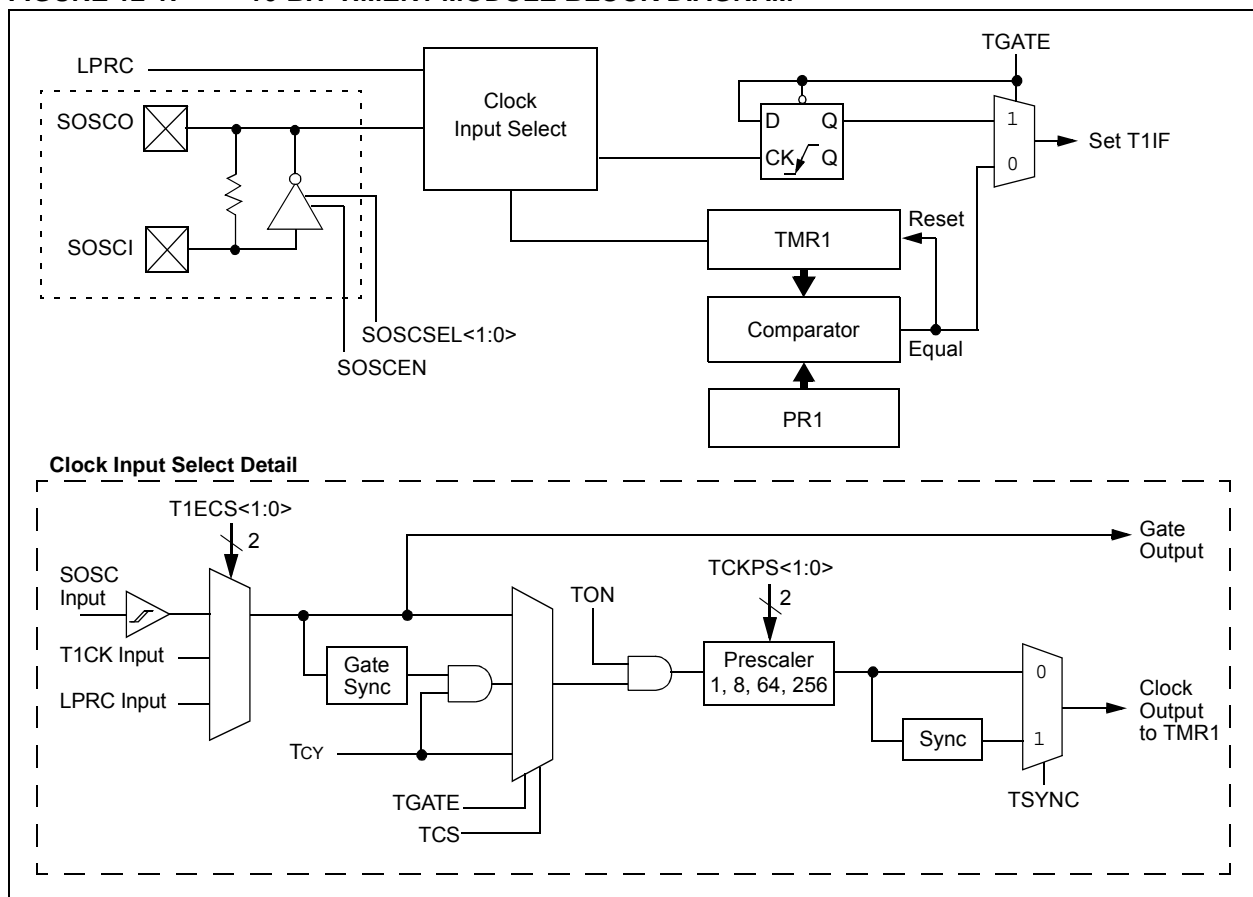 LPRC
SOSCO
SOSCI
Clock
Input Select
SOSCSEL<1:0>
SOSCEN
TGATE
D Q
CK Q
1
0
Set T1IF
TMR1
Reset
Comparator
Equal
PR1
Clock Input Select Detail
T1ECS<1:0>
2
SOSC
Input
T1CK Input
LPRC Input
Gate
Sync
TCY
TGATE
TCS
TON
TCKPS<1:0>
2
Prescaler
1, 8, 64, 256
Sync
0
1
TSYNC
Gate
Output
Clock
Output
to TMR1